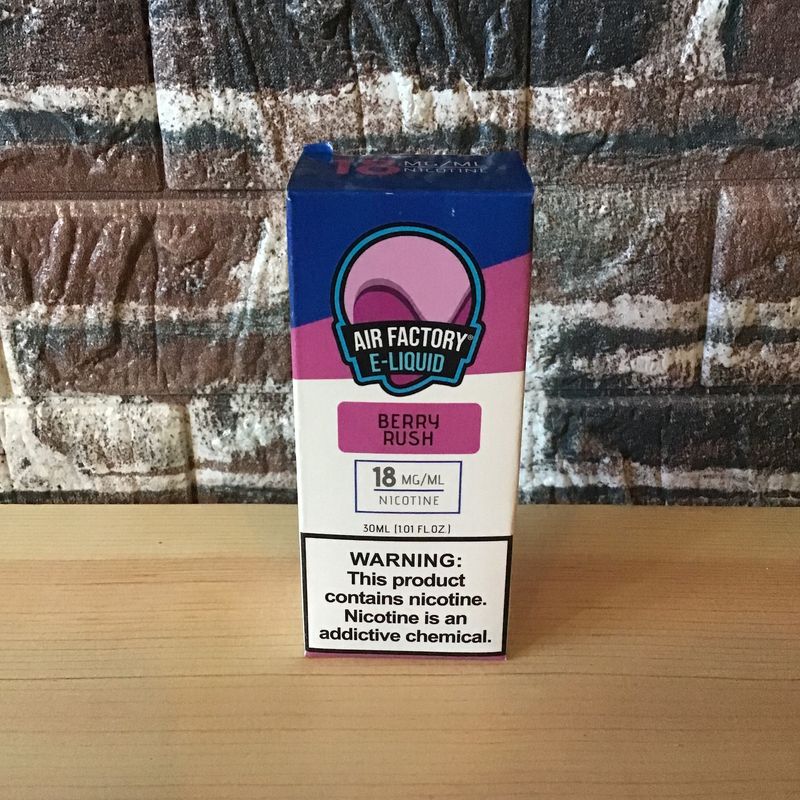 18 MG/ML
NICOTINE
AIR FACTORY®
E-LIQUID
BERRY
RUSH
18 MG/ML
NICOTINE
30ML (1.01 FL.OZ.)
WARNING:
This product
contains nicotine.
Nicotine is an
addictive chemical.